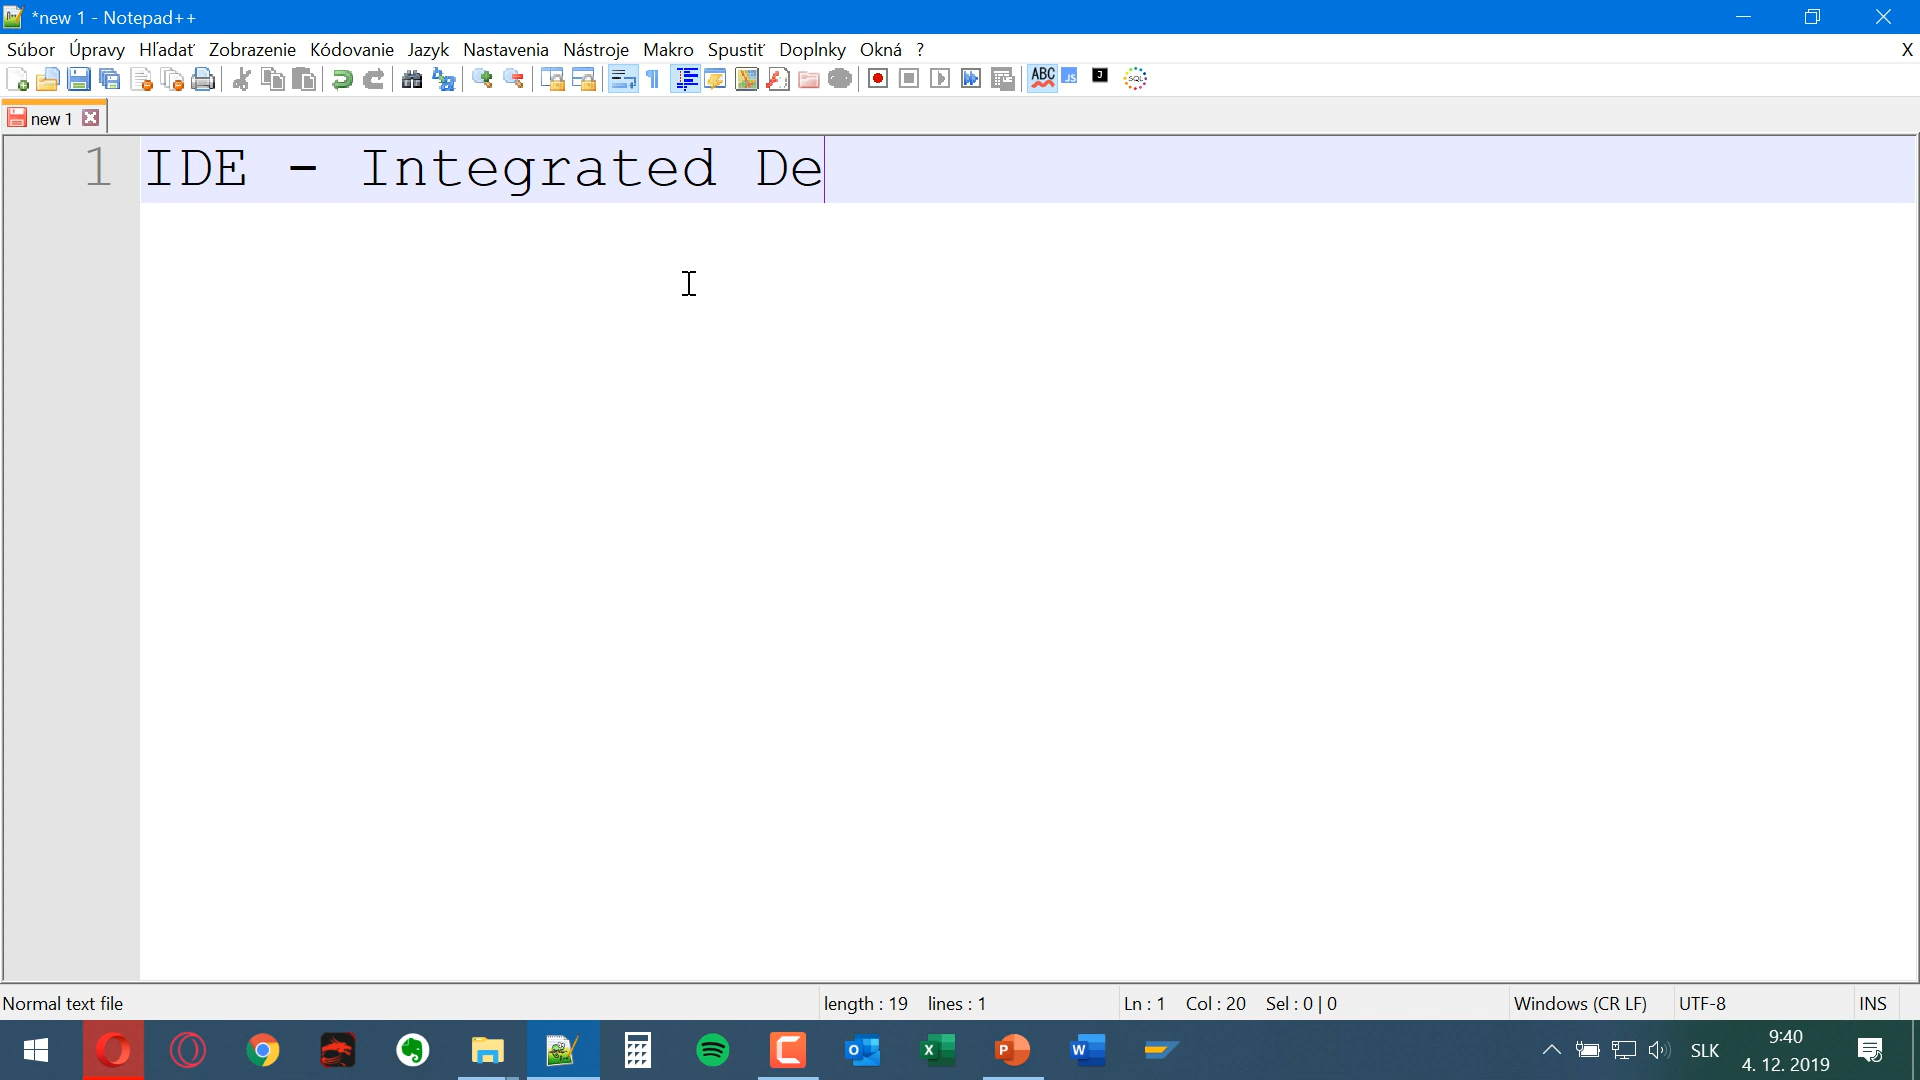 *new 1 - Notepad++
Súbor Úpravy Hľadať Zobrazenie Kódovanie Jazyk Nastavenia Nástroje Makro Spustiť Doplnky Okná ? X
ABC JS J SQL
new 1
1 IDE - Integrated De
Normal text file length : 19 lines : 1 Ln : 1 Col : 20 Sel : 0 | 0 Windows (CR LF) UTF-8 INS
SLK 9:40
4. 12. 2019